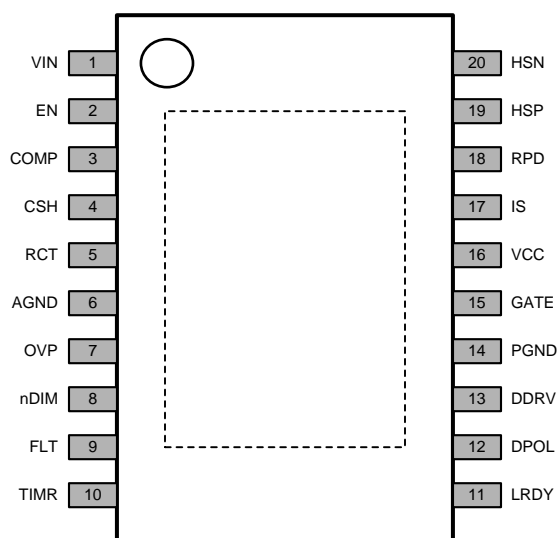 VIN 1 20 HSN
EN 2 19 HSP
COMP 3 18 RPD
CSH 4 17 IS
RCT 5 16 VCC
AGND 6 15 GATE
OVP 7 14 PGND
nDIM 8 13 DDRV
FLT 9 12 DPOL
TIMR 10 11 LRDY